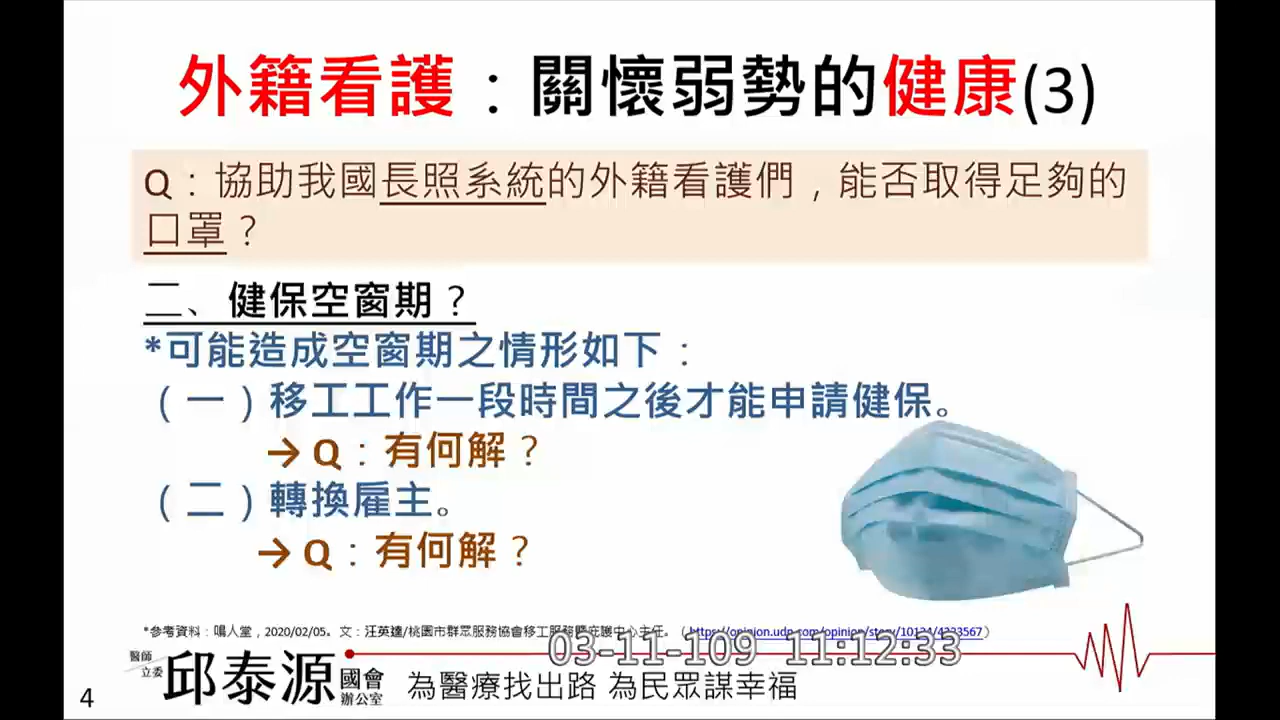 外籍看護：關懷弱勢的健康(3)
Q：協助我國長照系統的外籍看護們，能否取得足夠的
口罩？
二、健保空窗期？
*可能造成空窗期之情形如下：
（一）移工工作一段時間之後才能申請健保。
→Q：有何解？
（二）轉換雇主。
→Q：有何解？
*參考資料：鳴人堂，2020/02/05。文：汪英達/桃園市群眾服務協會移工服務暨庇護中心主任。（
03-11-109 11:12:33
醫師
立委
邱泰源
國會
辦公室
為醫療找出路 為民眾謀幸福
4